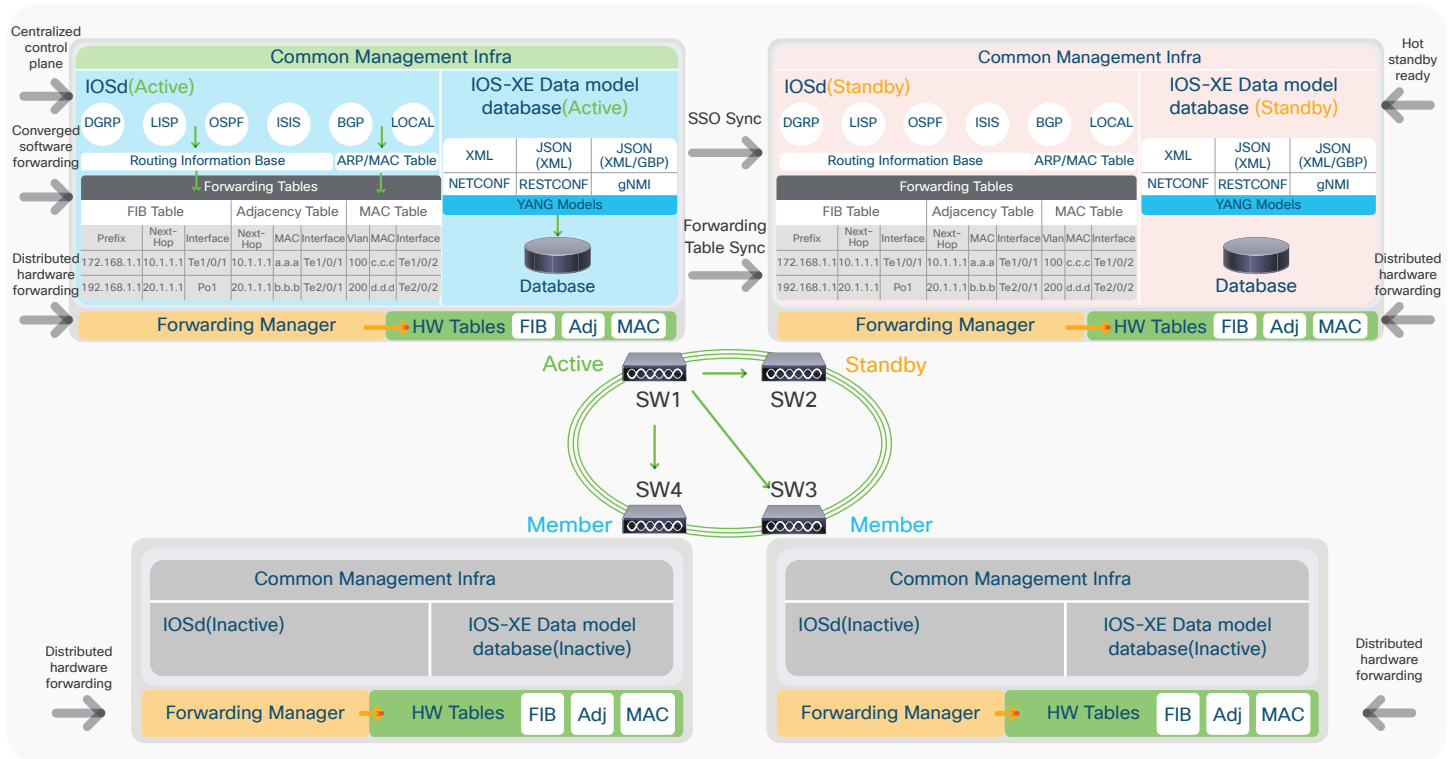 Centralized
control
plane
Converged
software
forwarding
Distributed
hardware
forwarding
Common Management Infra
IOSd(Active)
DGRP LISP OSPF ISIS BGP LOCAL
Routing Information Base ARP/MAC Table
Forwarding Tables
FIB Table Adjacency Table MAC Table
Prefix Next-Hop Interface Next-Hop MAC Interface Vlan MAC Interface
172.168.1.1 10.1.1.1 Te1/0/1 10.1.1.1 a.a.a Te1/0/1 100 c.c.c Te1/0/2
192.168.1.1 20.1.1.1 Po1 20.1.1.1 b.b.b Te2/0/1 200 d.d.d Te2/0/2
IOS-XE Data model
database(Active)
XML JSON (XML) JSON (XML/GBP)
NETCONF RESTCONF gNMI
YANG Models
Database
Forwarding Manager HW Tables FIB Adj MAC
SSO Sync
Forwarding
Table Sync
Common Management Infra
IOSd(Standby)
DGRP LISP OSPF ISIS BGP LOCAL
Routing Information Base ARP/MAC Table
Forwarding Tables
FIB Table Adjacency Table MAC Table
Prefix Next-Hop Interface Next-Hop MAC Interface Vlan MAC Interface
172.168.1.1 10.1.1.1 Te1/0/1 10.1.1.1 a.a.a Te1/0/1 100 c.c.c Te1/0/2
192.168.1.1 20.1.1.1 Po1 20.1.1.1 b.b.b Te2/0/1 200 d.d.d Te2/0/2
IOS-XE Data model
database (Standby)
XML JSON (XML) JSON (XML/GBP)
NETCONF RESTCONF gNMI
YANG Models
Database
Forwarding Manager HW Tables FIB Adj MAC
Hot
standby
ready
Distributed
hardware
forwarding
Active Standby
SW1 SW2
SW4 SW3
Member Member
Common Management Infra
IOSd(Inactive)
IOS-XE Data model
database(Inactive)
Distributed
hardware
forwarding
Forwarding Manager HW Tables FIB Adj MAC
Common Management Infra
IOSd(Inactive)
IOS-XE Data model
database(Inactive)
Forwarding Manager HW Tables FIB Adj MAC
Distributed
hardware
forwarding